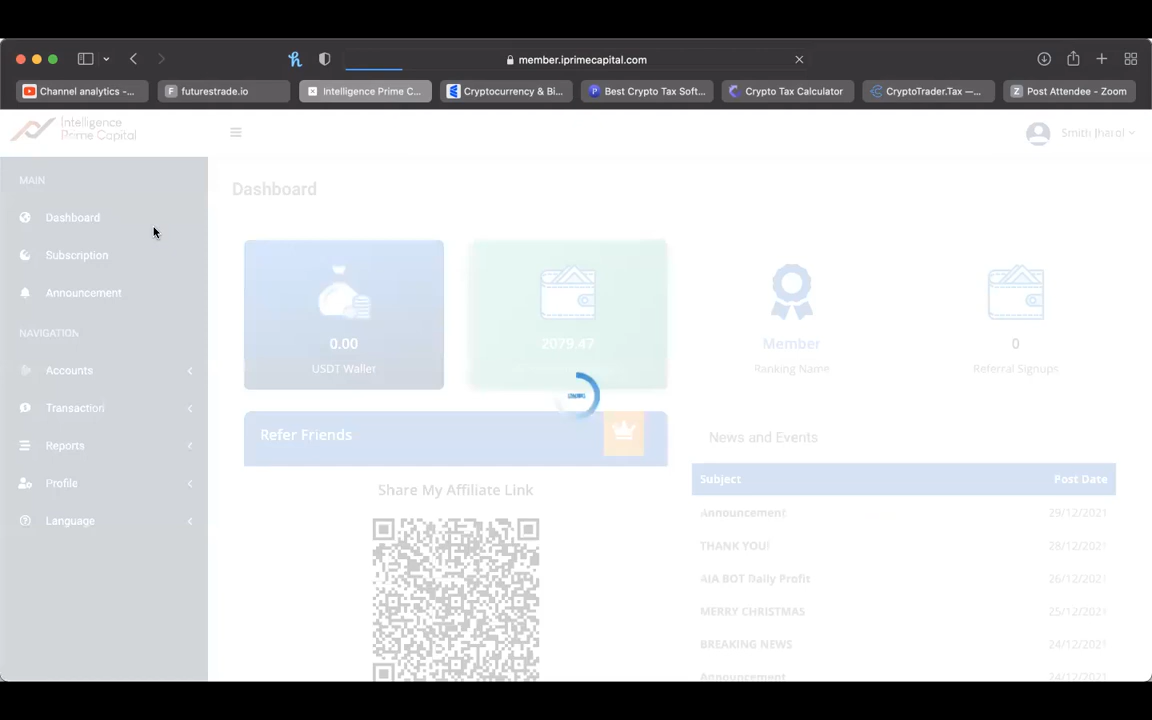 member.iprimecapital.com
Channel analytics -...
futurestrade.io
Intelligence Prime C...
Cryptocurrency & Bi...
Best Crypto Tax Soft...
Crypto Tax Calculator
CryptoTrader.Tax —...
Post Attendee - Zoom
Intelligence
Prime Capital
MAIN
Dashboard
Subscription
Announcement
NAVIGATION
Accounts
Transaction
Reports
Profile
Language
Dashboard
0.00
USDT Wallet
2079.47
Member
Ranking Name
0
Referral Signups
Refer Friends
Share My Affiliate Link
News and Events
Subject Post Date
Announcement 29/12/2021
THANK YOU! 28/12/2021
AIA BOT Daily Profit 26/12/2021
MERRY CHRISTMAS 25/12/2021
BREAKING NEWS 24/12/2021
Announcement 24/12/2021